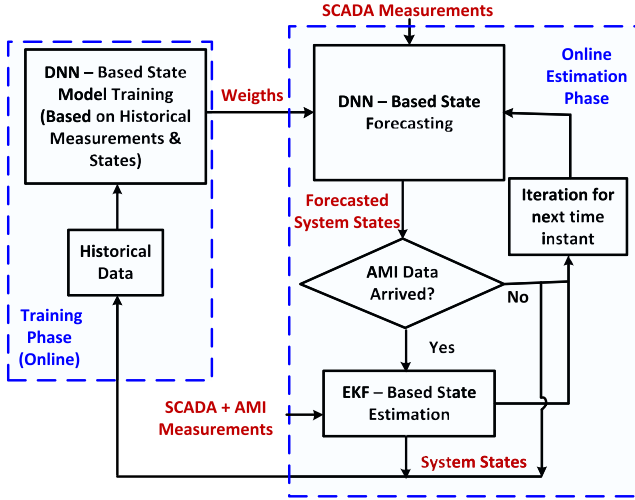 SCADA Measurements
DNN – Based State
Model Training
(Based on Historical
Measurements &
States)
Weigths
DNN – Based State
Forecasting
Online
Estimation
Phase
Forecasted
System States
Iteration for
next time
instant
Historical
Data
AMI Data
Arrived?
No
Training
Phase
(Online)
Yes
EKF – Based State
Estimation
SCADA + AMI
Measurements
System States